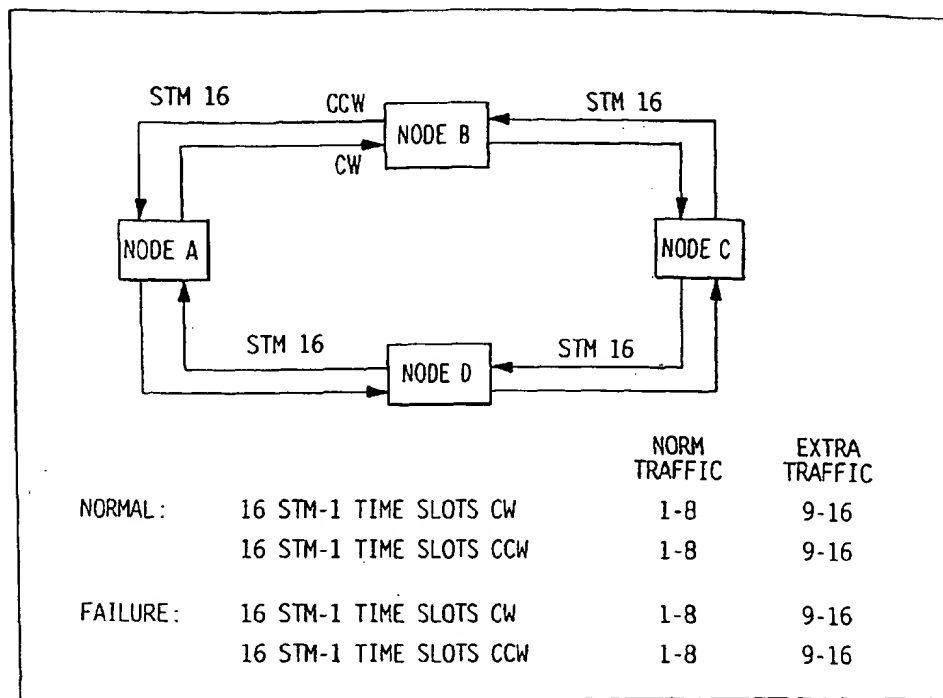 STM 16 CCW STM 16
NODE B
CW
NODE A NODE C
STM 16 STM 16
NODE D
NORM EXTRA
TRAFFIC TRAFFIC
NORMAL: 16 STM-1 TIME SLOTS CW 1-8 9-16
16 STM-1 TIME SLOTS CCW 1-8 9-16
FAILURE: 16 STM-1 TIME SLOTS CW 1-8 9-16
16 STM-1 TIME SLOTS CCW 1-8 9-16